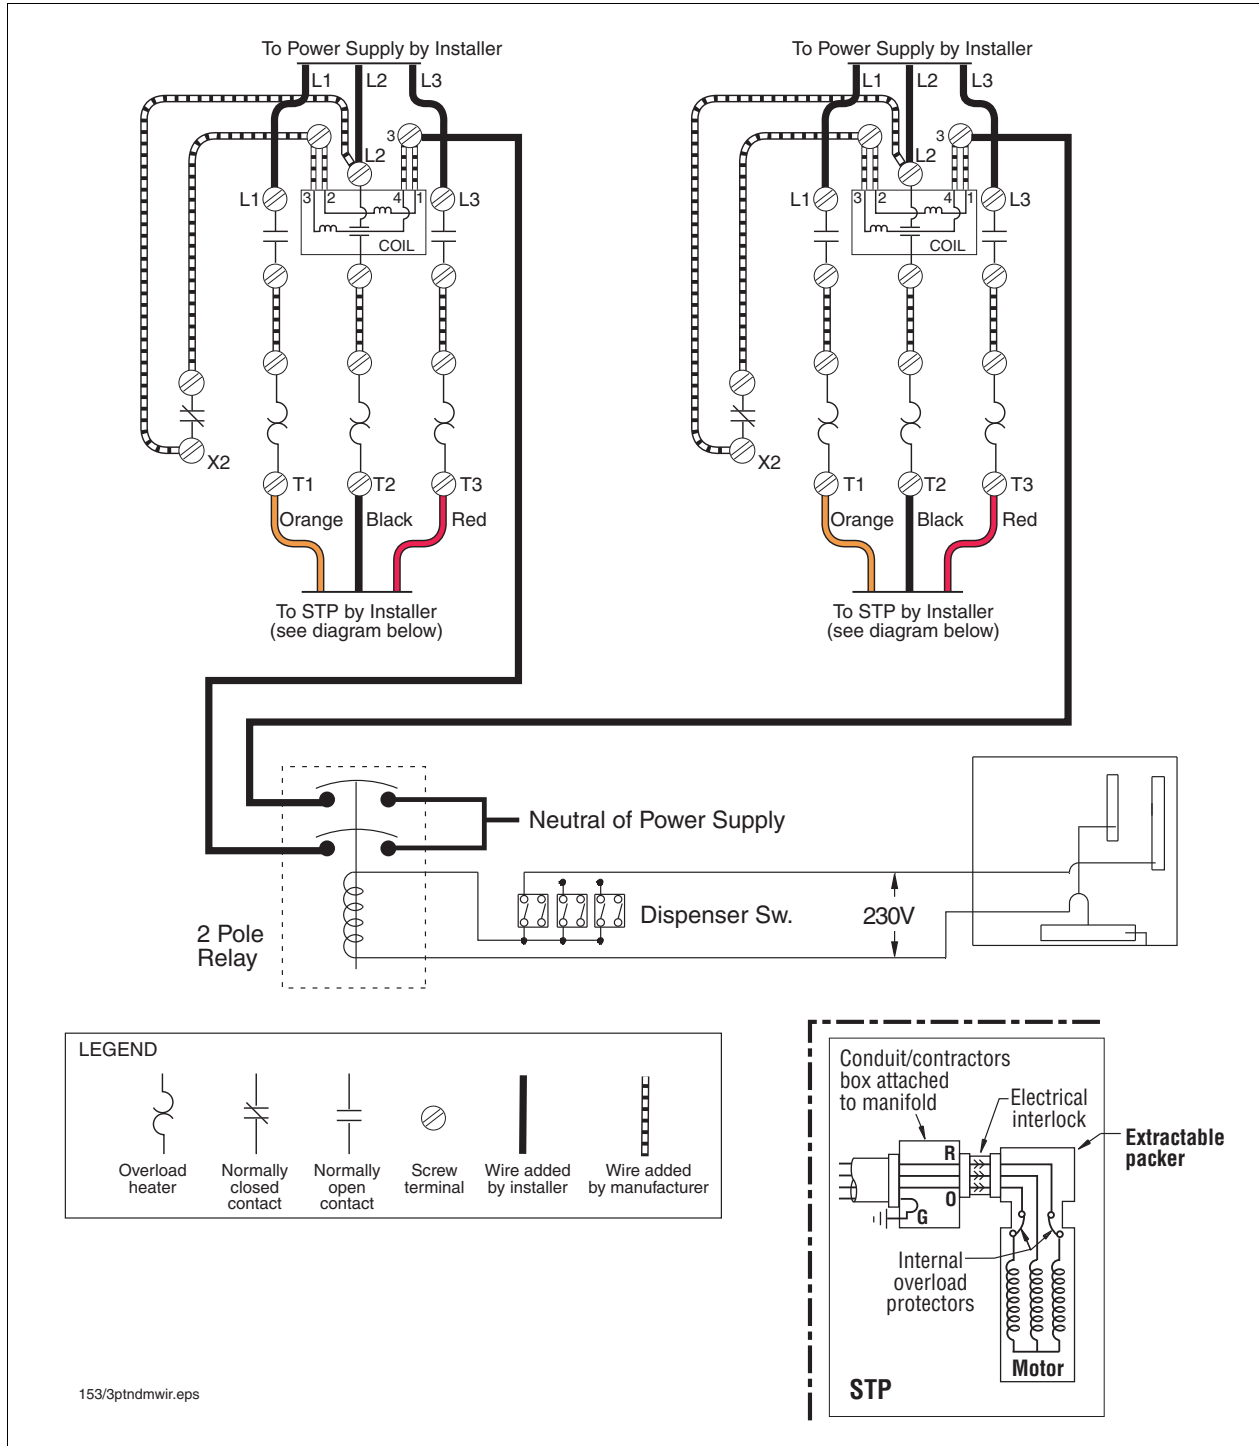 To Power Supply by Installer
L1
L2
L3
3
L2
L1
3
2
4
1
L3
COIL
X2
T1
T2
T3
Orange
Black
Red
To STP by Installer
(see diagram below)
To Power Supply by Installer
L1
L2
L3
3
L2
L1
3
2
4
1
L3
COIL
X2
T1
T2
T3
Orange
Black
Red
To STP by Installer
(see diagram below)
Neutral of Power Supply
Dispenser Sw.
230V
2 Pole
Relay
LEGEND
Overload
heater
Normally
closed
contact
Normally
open
contact
Screw
terminal
Wire added
by installer
Wire added
by manufacturer
Conduit/contractors
box attached
to manifold
Electrical
interlock
Extractable
packer
R
O
G
Internal
overload
protectors
Motor
STP
153/3ptndmwir.eps